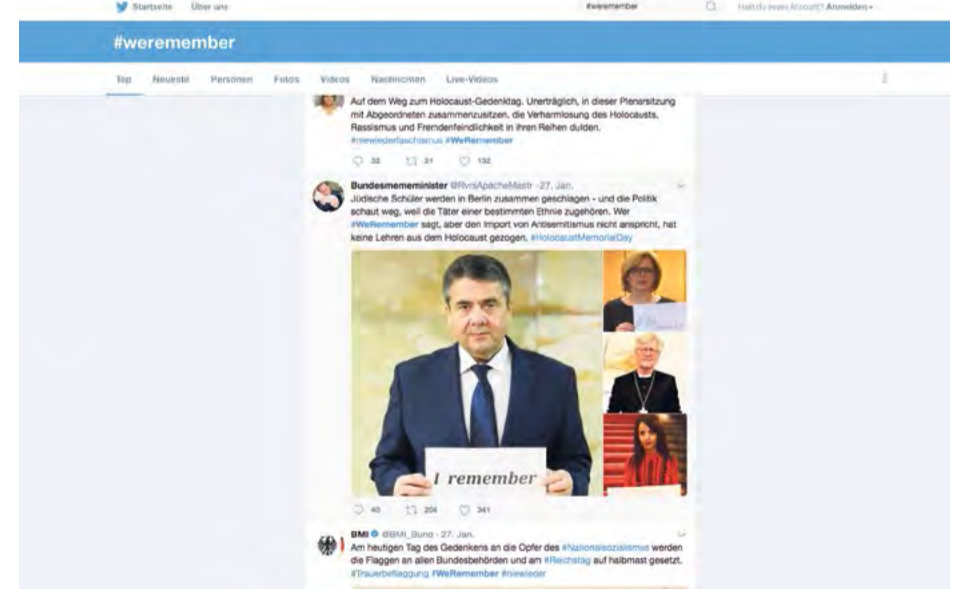 Startseite Über uns #weremember Hast du einen Account? Anmelden
#weremember
Top Neueste Personen Fotos Videos Nachrichten Live-Videos
Auf dem Weg zum Holocaust-Gedenktag. Unerträglich, in dieser Plenarsitzung
mit Abgeordneten zusammenzusitzen, die Verharmlosung des Holocausts,
Rassismus und Fremdenfeindlichkeit in ihren Reihen dulden.
#niewiederfaschismus #WeRemember
32 21 132
Bundesmememinister @RvrsApacheMastr · 27. Jan.
Jüdische Schüler werden in Berlin zusammen geschlagen - und die Politik
schaut weg, weil die Täter einer bestimmten Ethnie zugehören. Wer
#WeRemember sagt, aber den Import von Antisemitismus nicht anspricht, hat
keine Lehren aus dem Holocaust gezogen. #HolocaustMemorialDay
I remember
40 204 341
BMI @BMI_Bund · 27. Jan.
Am heutigen Tag des Gedenkens an die Opfer des #Nationalsozialismus werden
die Flaggen an allen Bundesbehörden und am #Reichstag auf halbmast gesetzt.
#Trauerbeflaggung #WeRemember #niewieder